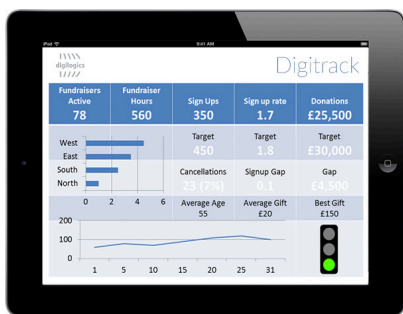 iPad
9:41 AM
digilogics
Digitrack
Fundraisers Active
78
Fundraiser Hours
560
Sign Ups
350
Sign up rate
1.7
Donations
£25,500
West
East
South
North
0 2 4 6
Target
450
Target
1.8
Target
£30,000
Cancellations
23 (7%)
Signup Gap
0.1
Gap
£4,500
Average Age
55
Average Gift
£20
Best Gift
£150
200
100
0
1 5 10 15 20 25 31